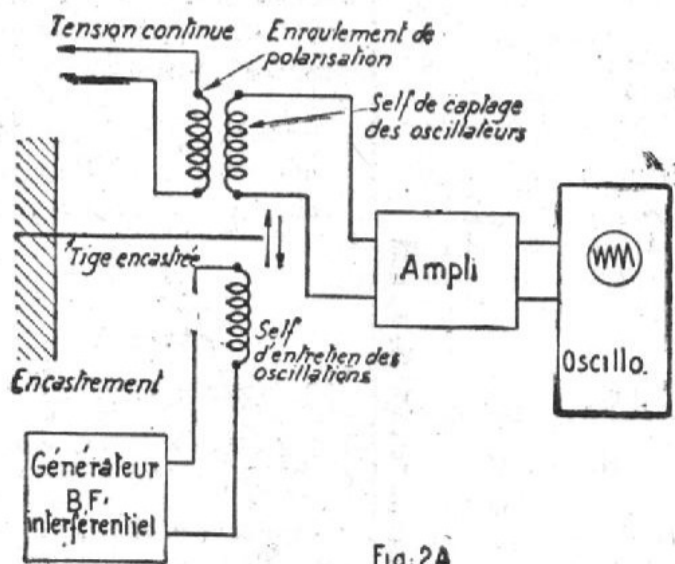 Tension continue
Enroulement de
polarisation
Self de captage
des oscillateurs
Tige encastrée
Ampli
Oscillo.
Self
d'entretien des
oscillations
Encastrement
Générateur
B.F.
interférentiel
Fig. 2A